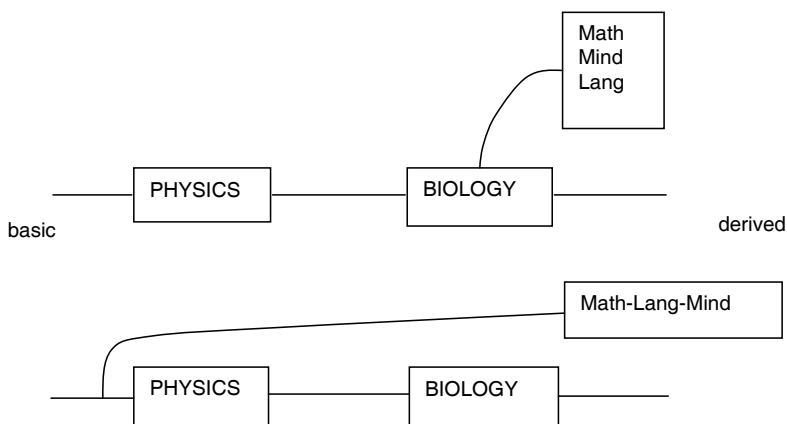 Math
Mind
Lang
PHYSICS
BIOLOGY
basic
derived
Math-Lang-Mind
PHYSICS
BIOLOGY